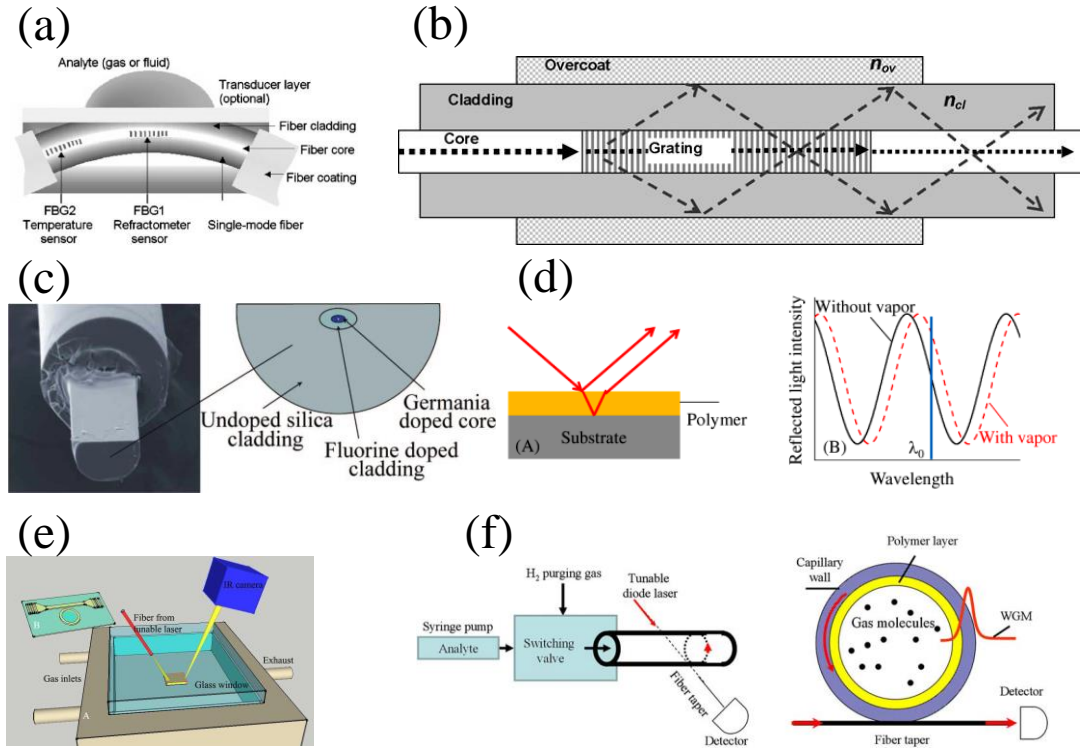 (a)
Analyte (gas or fluid)
Transducer layer
(optional)
Fiber cladding
Fiber core
Fiber coating
FBG2
Temperature
sensor
FBG1
Refractometer
sensor
Single-mode fiber
(b)
Overcoat
n_ov
Cladding
n_cl
Core
Grating
(c)
Undoped silica
cladding
Fluorine doped
cladding
Germania
doped core
(d)
Polymer
Substrate
(A)
Reflected light intensity
Without vapor
With vapor
(B)
λ0
Wavelength
(e)
IR camera
B
Fiber from
tunable laser
Gas inlets
Exhaust
Glass window
A
(f)
H2 purging gas
Tunable
diode laser
Syringe pump
Analyte
Switching
valve
Fiber taper
Detector
Polymer layer
Capillary
wall
Gas molecules
WGM
Detector
Fiber taper